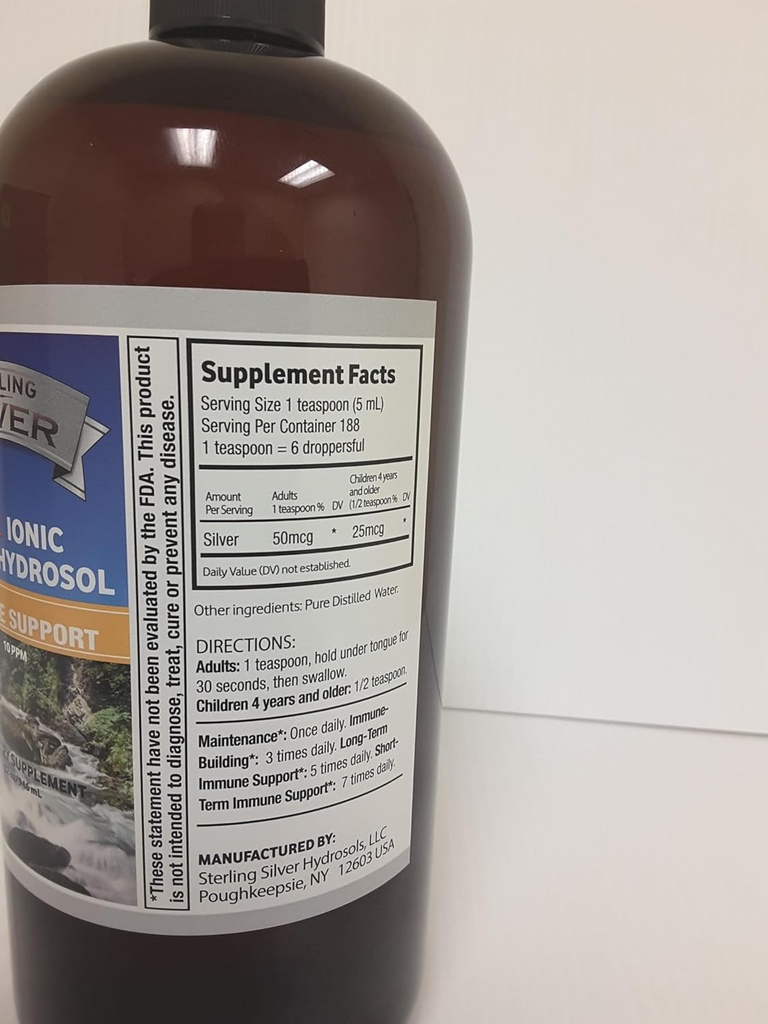 LING
VER
IONIC
HYDROSOL
E SUPPORT
10 PPM
SUPPLEMENT
mL
*These statement have not been evaluated by the FDA. This product
is not intended to diagnose, treat, cure or prevent any disease.
Supplement Facts
Serving Size 1 teaspoon (5 mL)
Serving Per Container 188
1 teaspoon = 6 droppersful
Children 4 years
Amount Adults and older
Per Serving 1 teaspoon % DV (1/2 teaspoon % DV
Silver 50mcg * 25mcg *
Daily Value (DV) not established.
Other ingredients: Pure Distilled Water.
DIRECTIONS:
Adults: 1 teaspoon, hold under tongue for
30 seconds, then swallow.
Children 4 years and older: 1/2 teaspoon.
Maintenance*: Once daily. Immune-
Building*: 3 times daily. Long-Term
Immune Support*: 5 times daily. Short-
Term Immune Support*: 7 times daily.
MANUFACTURED BY:
Sterling Silver Hydrosols, LLC
Poughkeepsie, NY 12603 USA